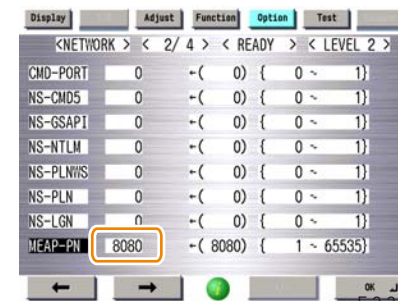 Display Adjust Function Option Test
<NETWORK > < 2/ 4 > < READY > < LEVEL 2 >
CMD-PORT 0 ←( 0) { 0 ~ 1}
NS-CMD5 0 ←( 0) { 0 ~ 1}
NS-GSAPI 0 ←( 0) { 0 ~ 1}
NS-NTLM 0 ←( 0) { 0 ~ 1}
NS-PLNWS 0 ←( 0) { 0 ~ 1}
NS-PLN 0 ←( 0) { 0 ~ 1}
NS-LGN 0 ←( 0) { 0 ~ 1}
MEAP-PN 8080 ←( 8080) { 1 ~ 65535}
← → OK